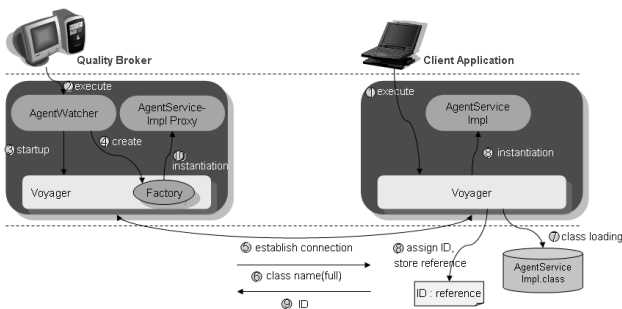 Quality Broker
Client Application
② execute
① execute
AgentWatcher
AgentService-
Impl Proxy
AgentService
Impl
③ startup
④ create
⑩
instantiation
⑧ instantiation
Voyager
Factory
Voyager
⑤ establish connection
⑧ assign ID,
store reference
⑦ class loading
⑥ class name(full)
AgentService
Impl.class
ID : reference
⑨ ID